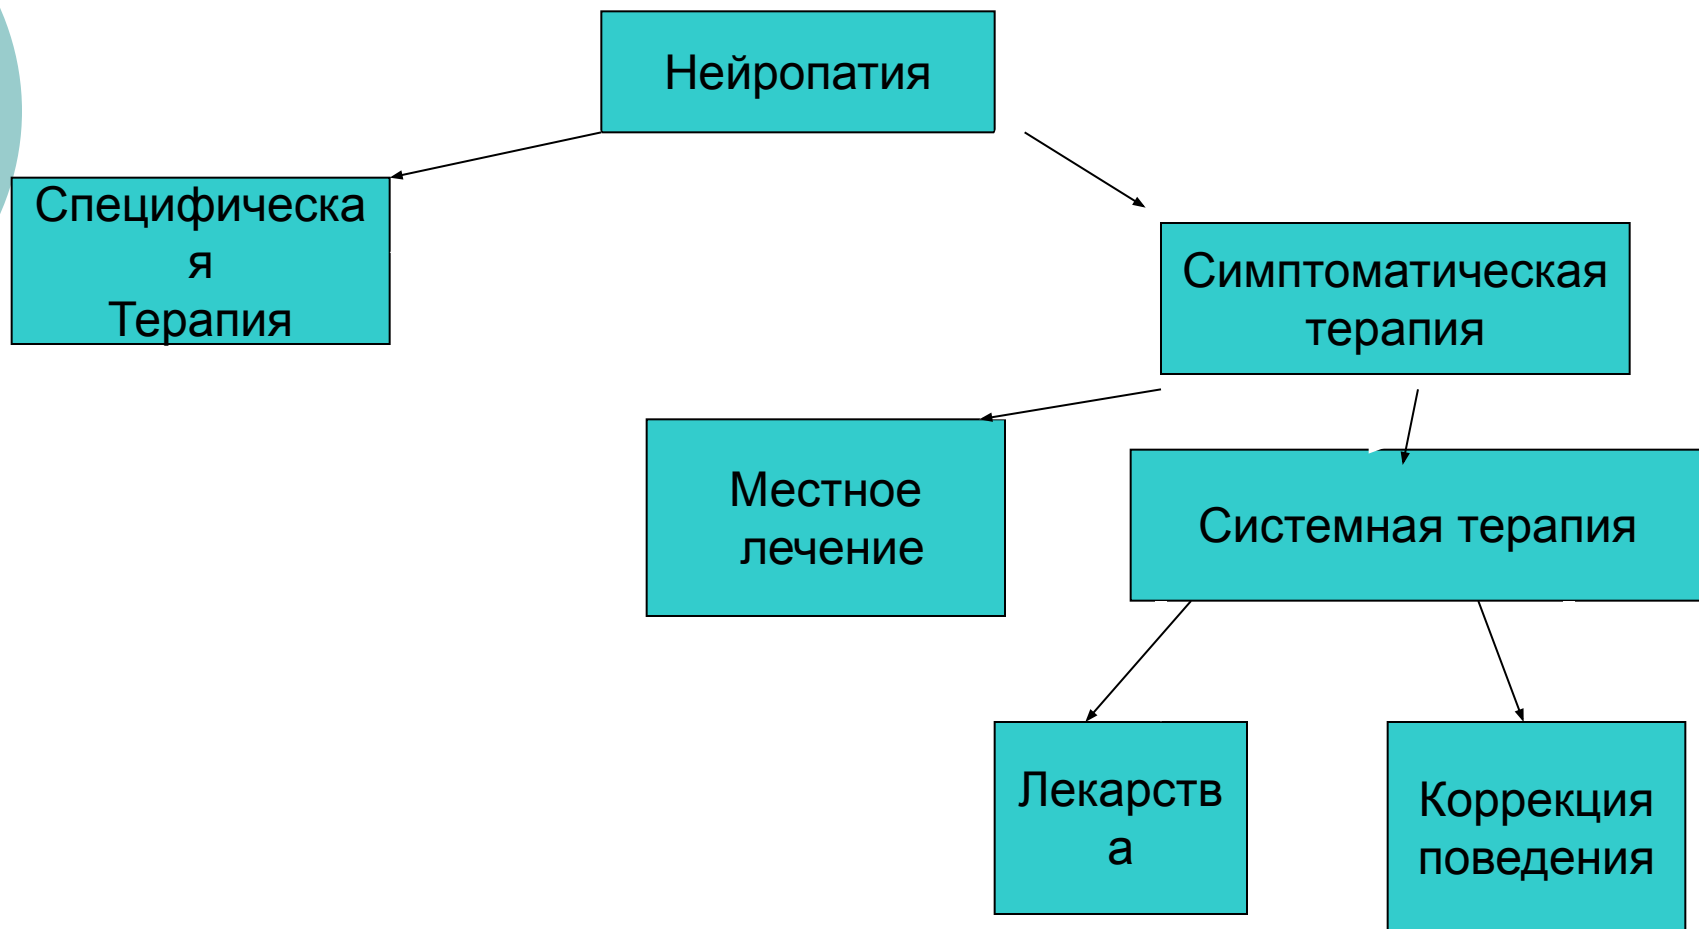 Нейропатия
Специфическа
я
Терапия
Симптоматическая
терапия
Местное
лечение
Системная терапия
Лекарств
а
Коррекция
поведения